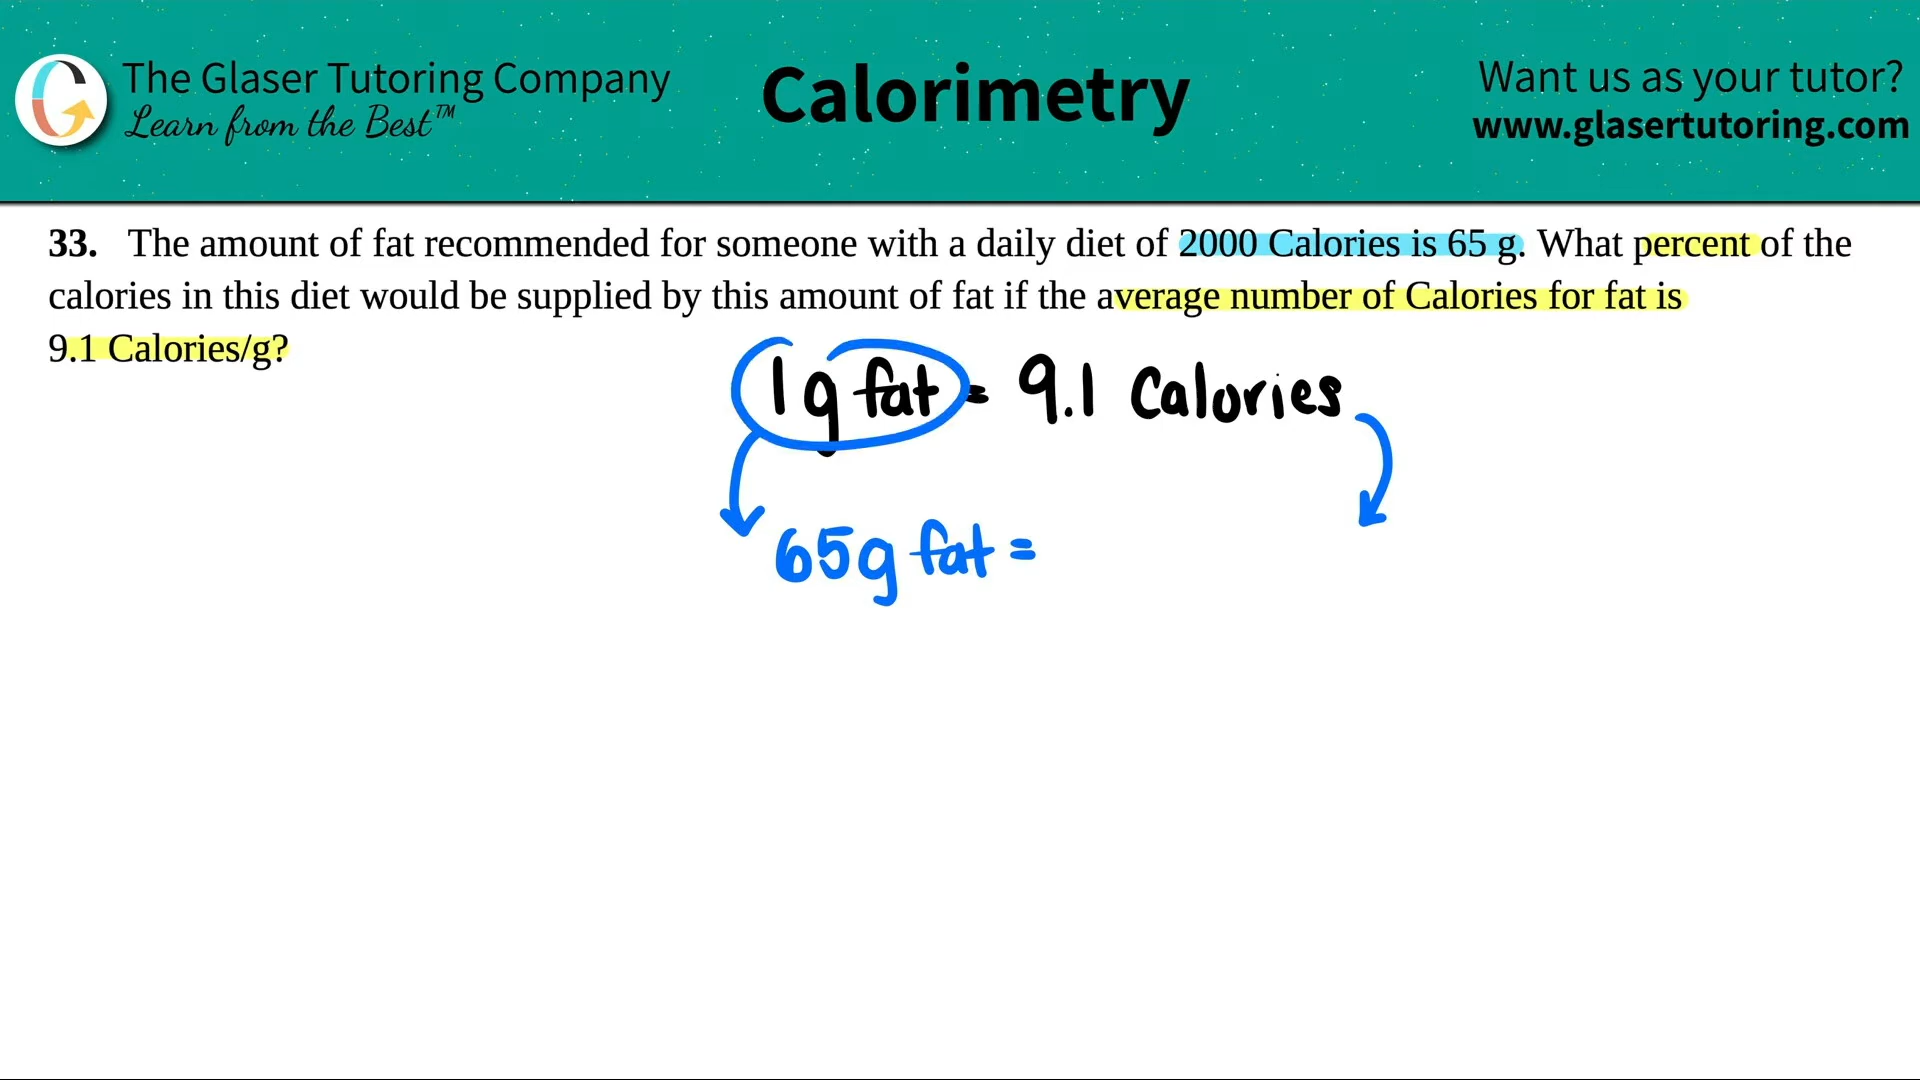 The Glaser Tutoring Company
Learn from the Best™
Calorimetry
Want us as your tutor?
www.glasertutoring.com
33. The amount of fat recommended for someone with a daily diet of 2000 Calories is 65 g. What percent of the
calories in this diet would be supplied by this amount of fat if the average number of Calories for fat is
9.1 Calories/g?
1g fat = 9.1 Calories
65g fat =